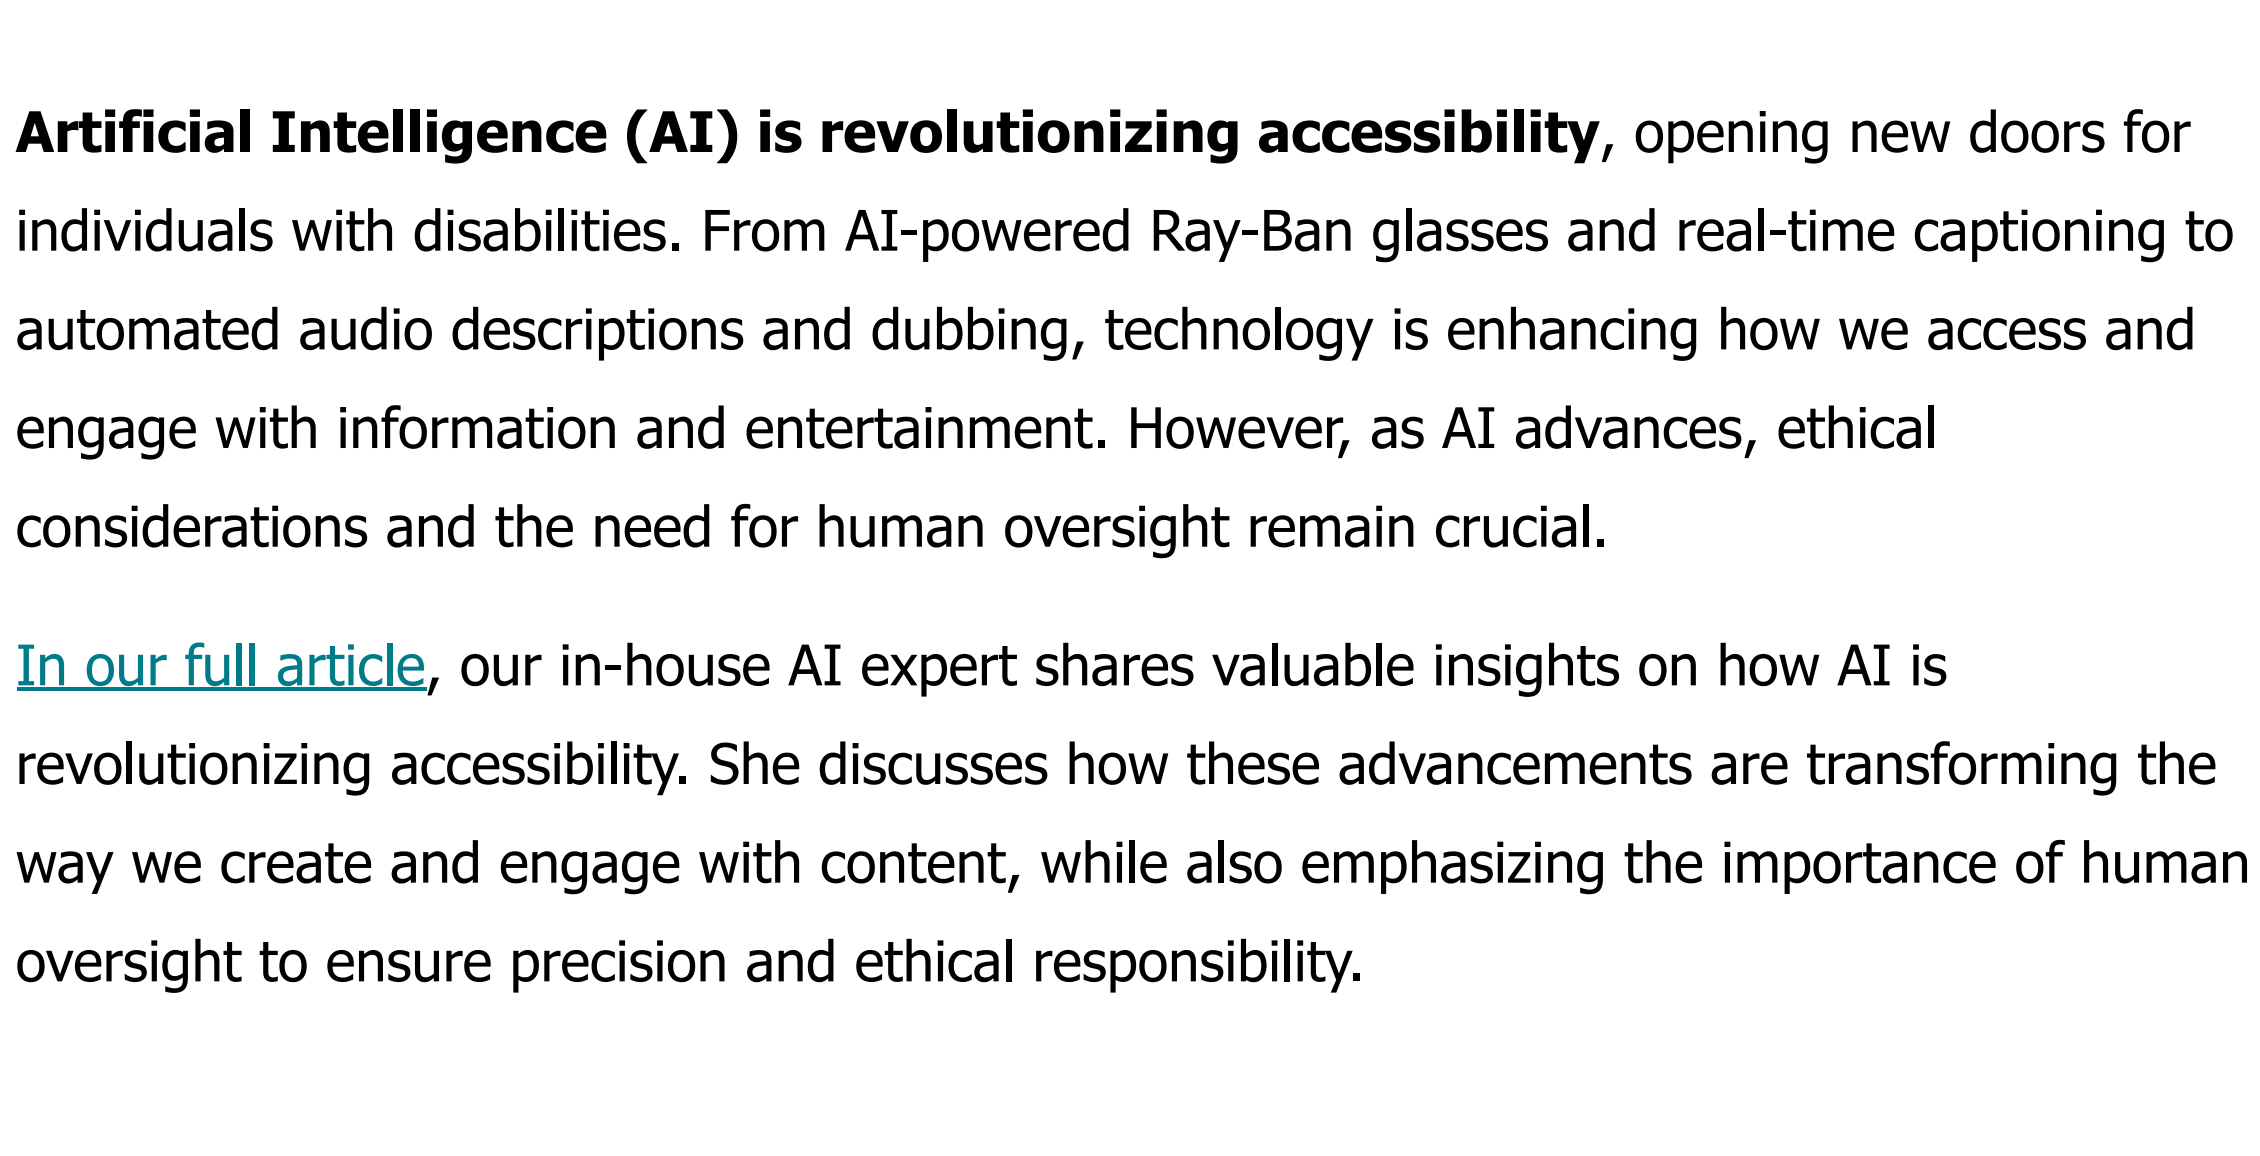 Artificial Intelligence (AI) is revolutionizing accessibility, opening new doors for
individuals with disabilities. From AI-powered Ray-Ban glasses and real-time captioning to
automated audio descriptions and dubbing, technology is enhancing how we access and
engage with information and entertainment. However, as AI advances, ethical
considerations and the need for human oversight remain crucial.
In our full article, our in-house AI expert shares valuable insights on how AI is
revolutionizing accessibility. She discusses how these advancements are transforming the
way we create and engage with content, while also emphasizing the importance of human
oversight to ensure precision and ethical responsibility.